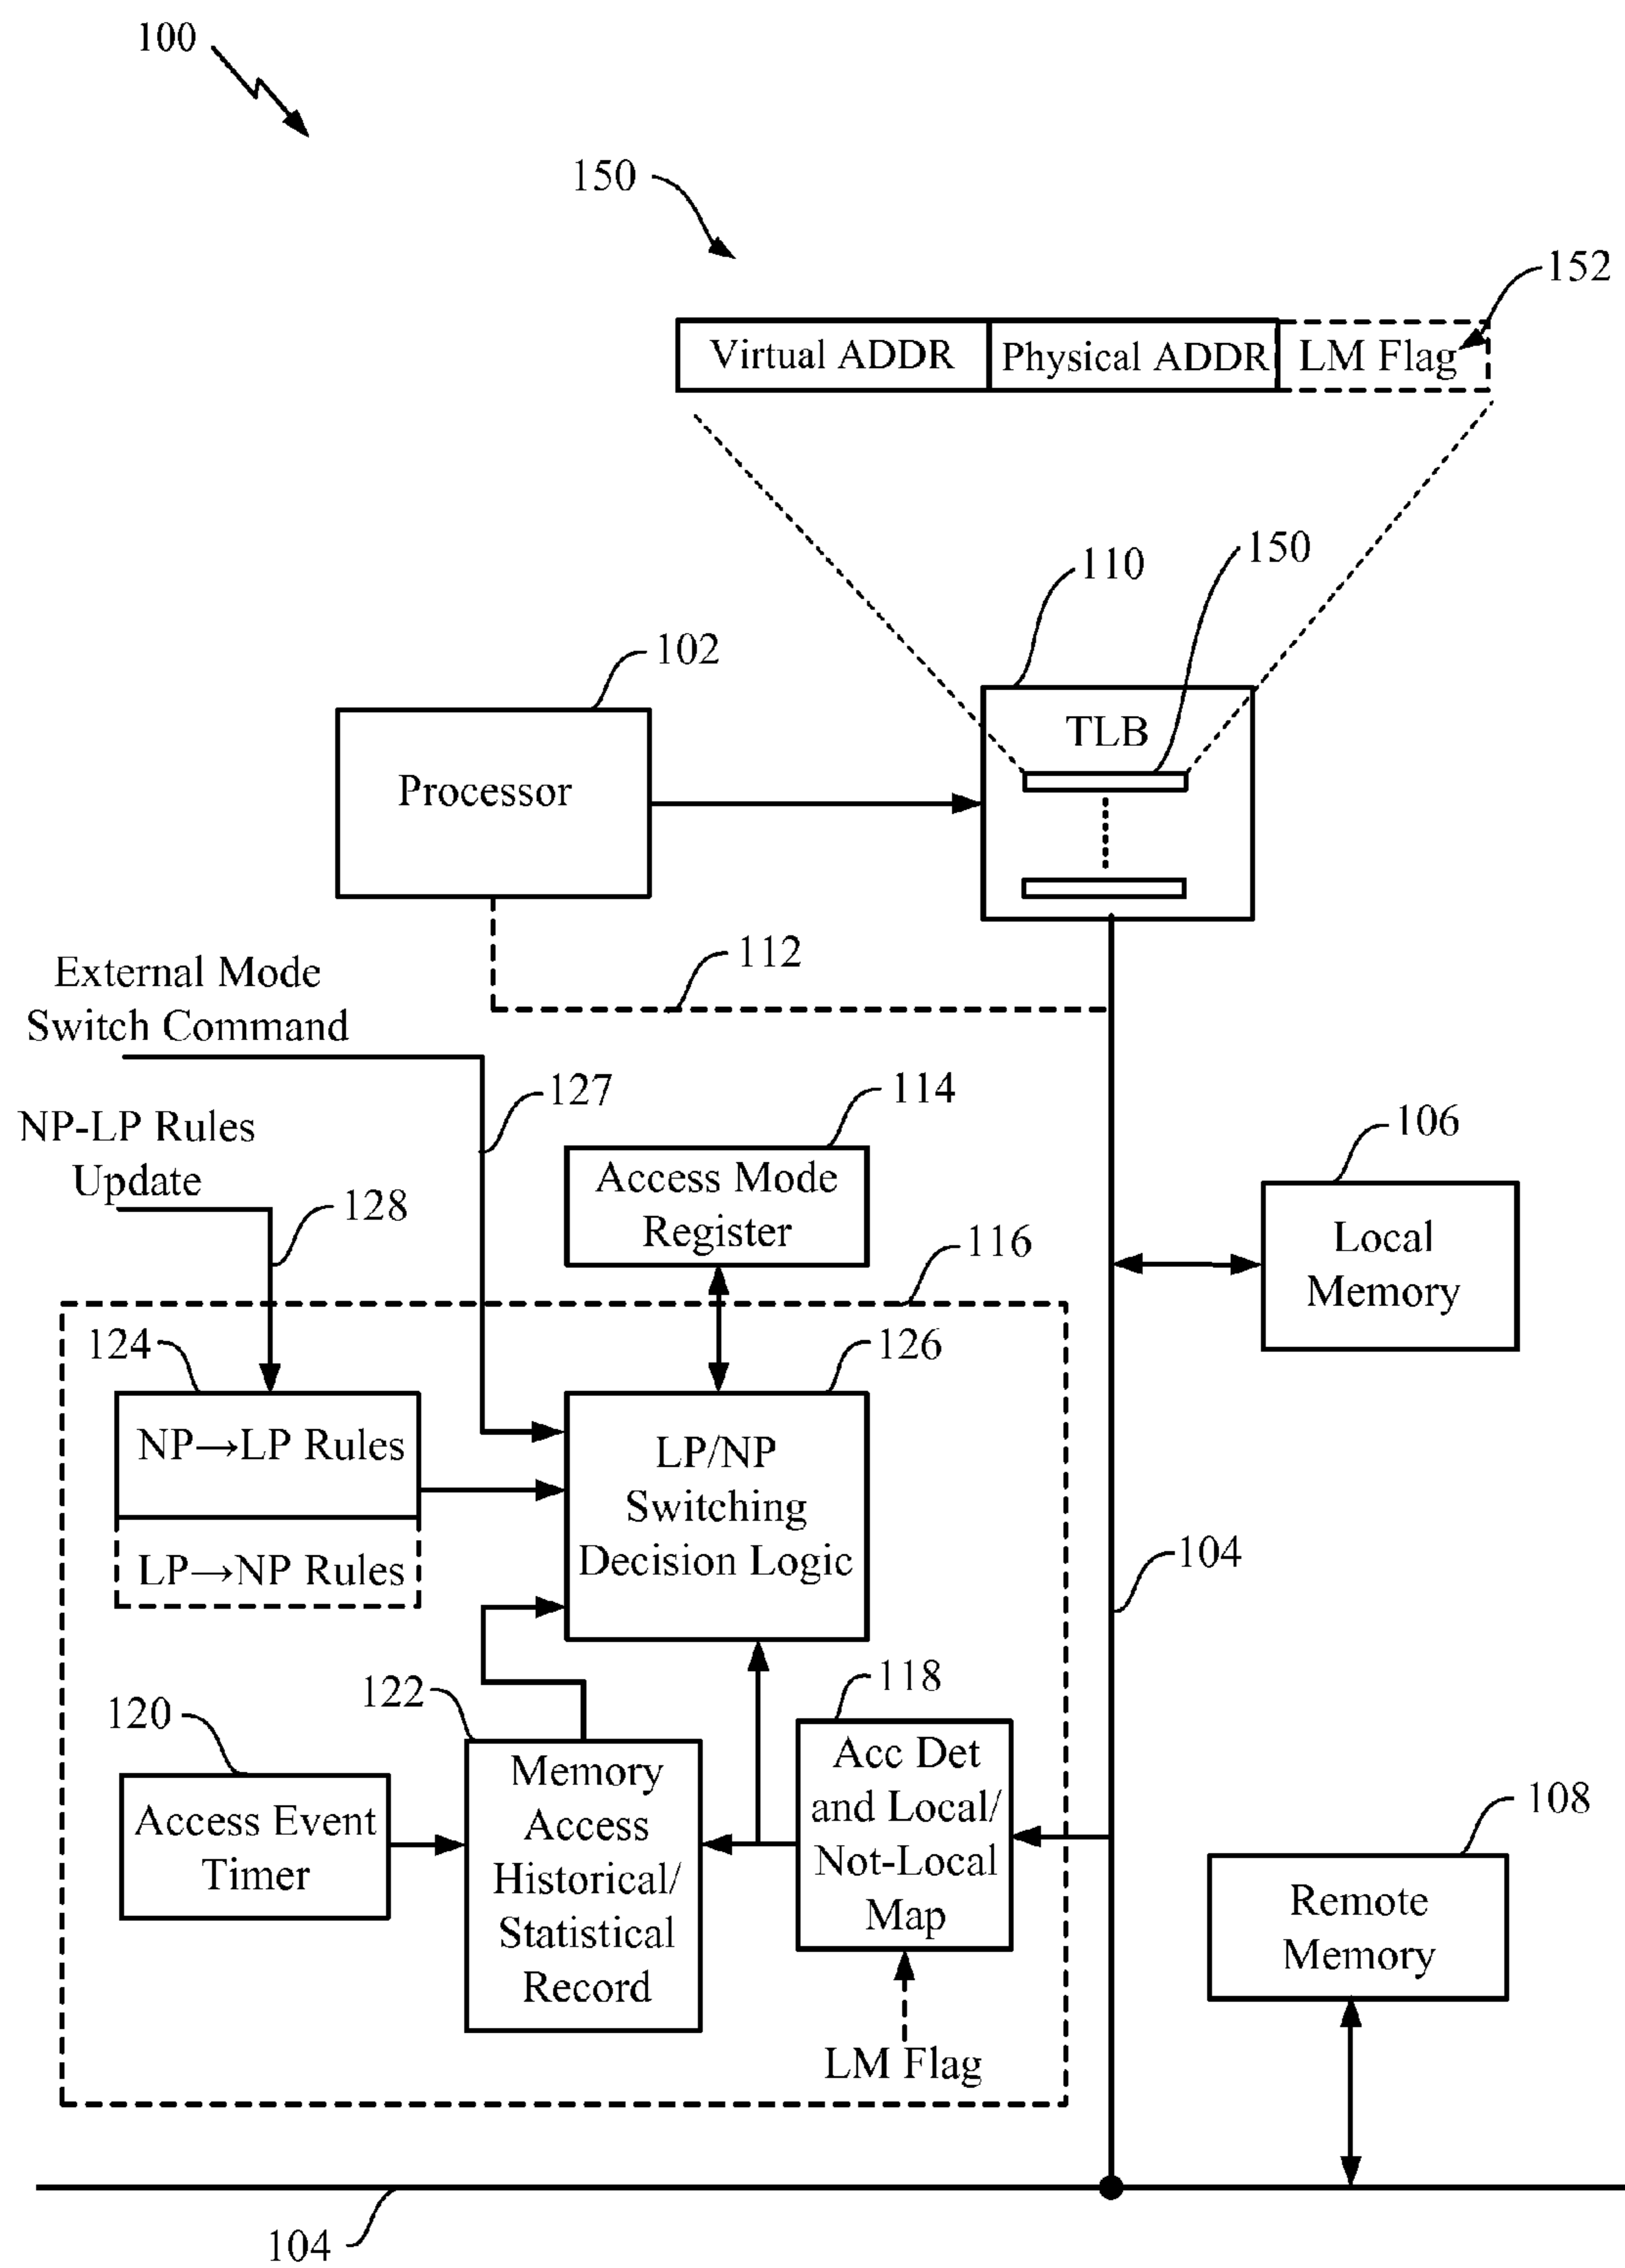 100
150
152
Virtual ADDR
Physical ADDR
LM Flag
150
110
102
TLB
Processor
112
External Mode
Switch Command
127
114
106
NP-LP Rules
Update
128
Access Mode
Register
116
Local
Memory
124
126
NP→LP Rules
LP→NP Rules
LP/NP
Switching
Decision Logic
104
118
122
120
Access Event
Timer
Memory
Access
Historical/
Statistical
Record
Acc Det
and Local/
Not-Local
Map
LM Flag
108
Remote
Memory
104